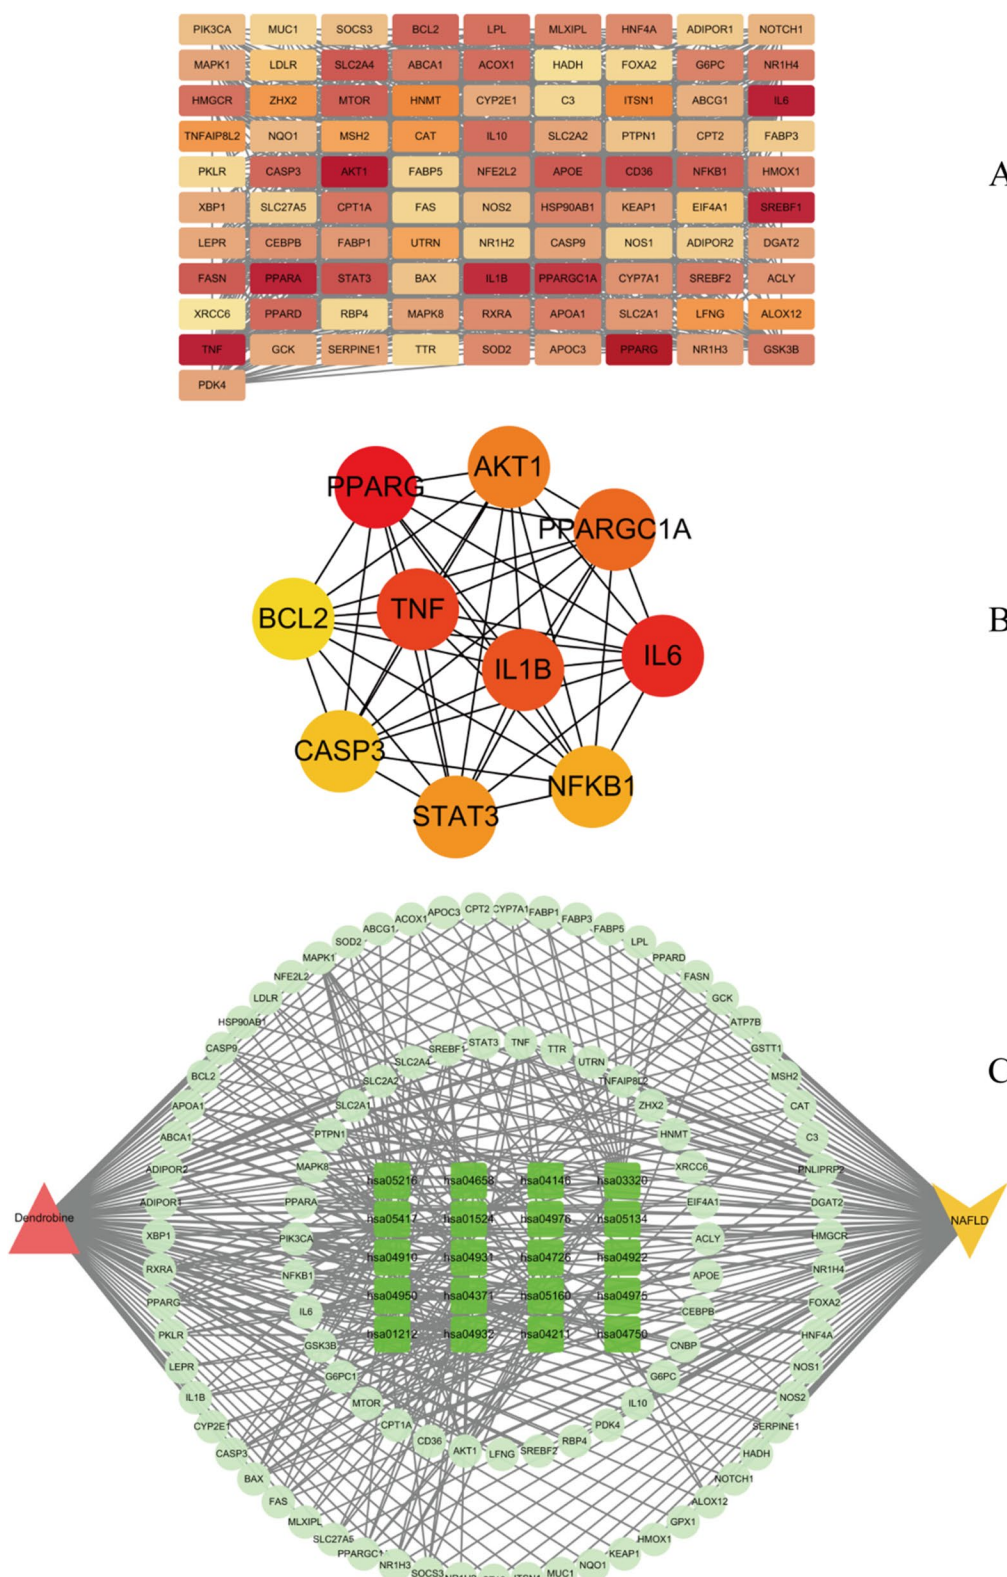 PIK3CA MUC1 SOCS3 BCL2 LPL MLXIPL HNF4A ADIPOR1 NOTCH1
A
MAPK1 LDLR SLC2A4 ABCA1 ACOX1 HADH FOXA2 G6PC NR1H4
HMGCR ZHX2 MTOR HNMT CYP2E1 C3 ITSN1 ABCG1 IL6
TNFAIP8L2 NQO1 MSH2 CAT IL10 SLC2A2 PTPN1 CPT2 FABP3
PKLR CASP3 AKT1 FABP5 NFE2L2 APOE CD36 NFKB1 HMOX1
XBP1 SLC27A5 CPT1A FAS NOS2 HSP90AB1 KEAP1 EIF4A1 SREBF1
LEPR CEBPB FABP1 UTRN NR1H2 CASP9 NOS1 ADIPOR2 DGAT2
FASN PPARA STAT3 BAX IL1B PPARGC1A CYP7A1 SREBF2 ACLY
XRCC6 PPARD RBP4 MAPK8 RXRA APOA1 SLC2A1 LFNG ALOX12
TNF GCK SERPINE1 TTR SOD2 APOC3 PPARG NR1H3 GSK3B
PDK4
B
PPARG
AKT1
PPARGC1A
BCL2
TNF
IL1B
IL6
CASP3
STAT3
NFKB1
C
Dendrobine
NAFLD
MAPK1
SOD2
ABCG1
ACOX1
APOC3
CPT2
CYP7A1
FABP1
FABP3
FABP5
LPL
PPARD
FASN
GCK
ATP7B
GSTT1
MSH2
CAT
C3
PNLIPRP2
DGAT2
HMGCR
NR1H4
FOXA2
HNF4A
NOS1
NOS2
SERPINE1
HADH
NOTCH1
ALOX12
GPX1
HMOX1
KEAP1
NQO1
MUC1
SOCS3
NR1H3
PPARGC1
SLC27A5
MLXIPL
FAS
BAX
CASP3
CYP2E1
IL1B
LEPR
PKLR
PPARG
RXRA
XBP1
ADIPOR1
ADIPOR2
ABCA1
APOA1
BCL2
CASP9
HSP90AB1
LDLR
NFE2L2
STAT3
TNF
TTR
UTRN
TNFAIP8L2
ZHX2
HNMT
XRCC6
EIF4A1
ACLY
APOE
CEBPB
CNBP
G6PC
IL10
PDK4
RBP4
SREBF2
LFNG
AKT1
CD36
CPT1A
MTOR
G6PC1
GSK3B
IL6
NFKB1
PIK3CA
PPARA
MAPK8
PTPN1
SLC2A1
SLC2A2
SLC2A4
SREBF1
hsa05216 hsa04658 hsa04146 hsa03320
hsa05417 hsa01524 hsa04976 hsa05134
hsa04910 hsa04931 hsa04726 hsa04922
hsa04950 hsa04371 hsa05160 hsa04975
hsa01212 hsa04932 hsa04211 hsa04750